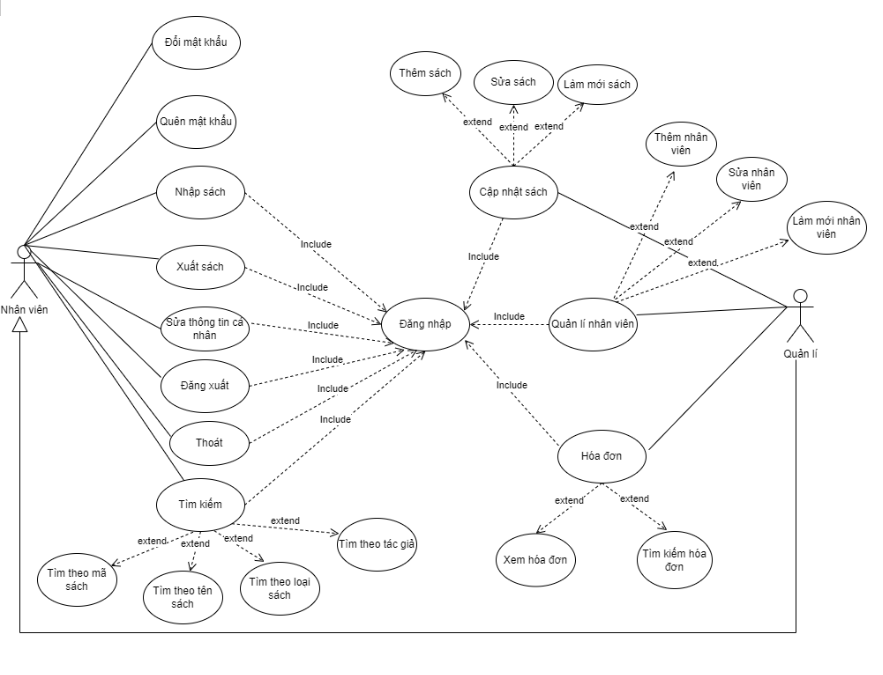 Đổi mật khẩu
Quên mật khẩu
Nhập sách
Xuất sách
Sửa thông tin cá
nhân
Đăng xuất
Thoát
Tìm kiếm
Nhân viên
Tìm theo mã
sách
Tìm theo tên
sách
Tìm theo loại
sách
Tìm theo tác giả
extend
extend
extend
extend
Include
Include
Include
Include
Include
Include
Đăng nhập
Thêm sách
Sửa sách
Làm mới sách
extend
extend
extend
Cập nhật sách
Include
Thêm nhân
viên
Sửa nhân
viên
Làm mới nhân
viên
extend
extend
extend
Include
Quản lí nhân viên
Quản lí
Include
Hóa đơn
extend
extend
Xem hóa đơn
Tìm kiếm hóa
đơn